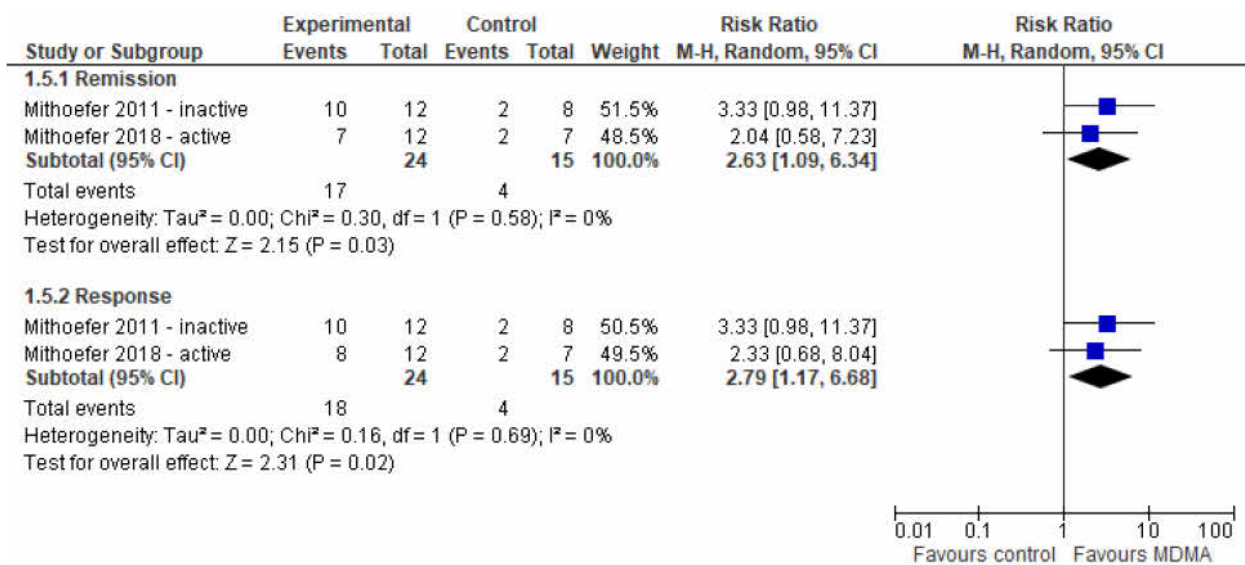 Experimental Control Risk Ratio Risk Ratio
Study or Subgroup Events Total Events Total Weight M-H, Random, 95% CI M-H, Random, 95% CI
1.5.1 Remission
Mithoefer 2011 - inactive 10 12 2 8 51.5% 3.33 [0.98, 11.37]
Mithoefer 2018 - active 7 12 2 7 48.5% 2.04 [0.58, 7.23]
Subtotal (95% CI) 24 15 100.0% 2.63 [1.09, 6.34]
Total events 17 4
Heterogeneity: Tau² = 0.00; Chi² = 0.30, df = 1 (P = 0.58); I² = 0%
Test for overall effect: Z = 2.15 (P = 0.03)
1.5.2 Response
Mithoefer 2011 - inactive 10 12 2 8 50.5% 3.33 [0.98, 11.37]
Mithoefer 2018 - active 8 12 2 7 49.5% 2.33 [0.68, 8.04]
Subtotal (95% CI) 24 15 100.0% 2.79 [1.17, 6.68]
Total events 18 4
Heterogeneity: Tau² = 0.00; Chi² = 0.16, df = 1 (P = 0.69); I² = 0%
Test for overall effect: Z = 2.31 (P = 0.02)
0.01 0.1 1 10 100
Favours control Favours MDMA